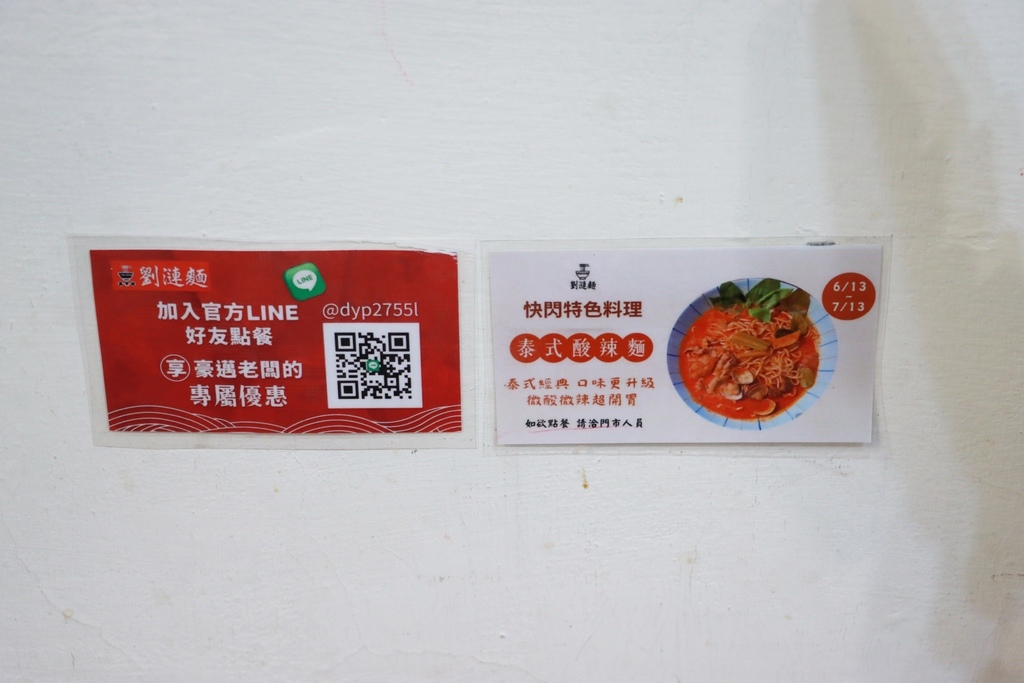 劉漣麵
LINE
加入官方LINE
@dyp2755l
好友點餐
享豪邁老闆的
專屬優惠
劉漣麵
快閃特色料理
6/13
~
7/13
泰式酸辣麵
泰式經典 口味更升級
微酸微辣超開胃
如欲點餐 請洽門市人員